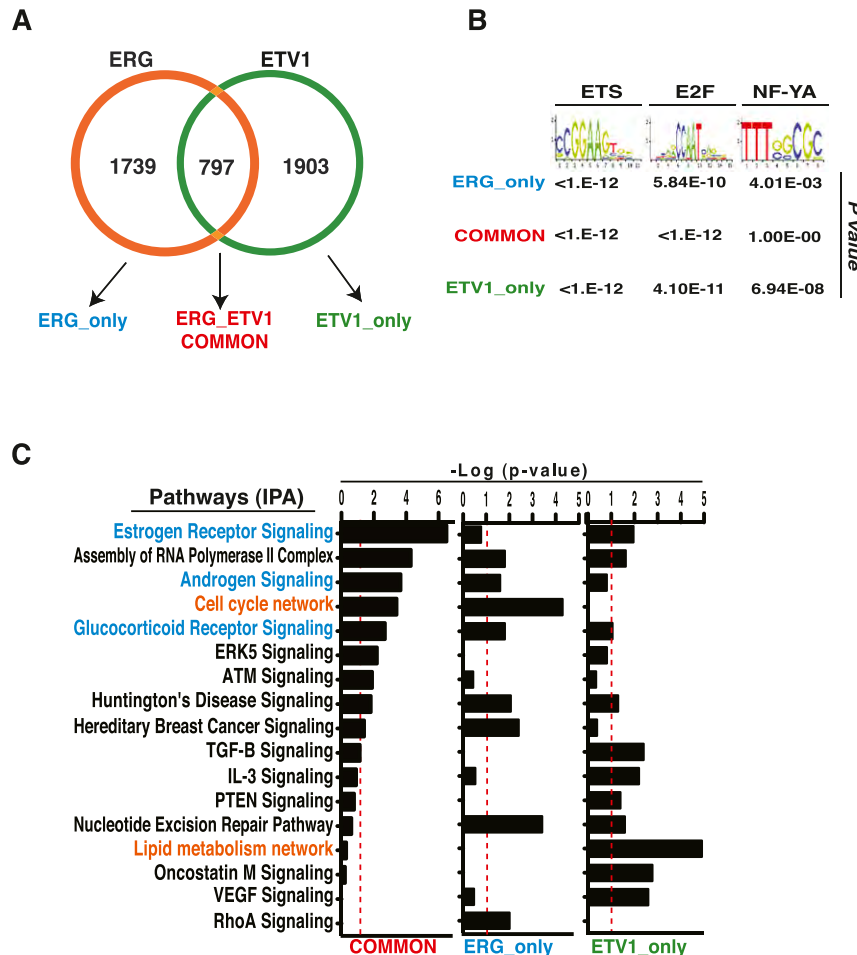 A
ERG
ETV1
1739
797
1903
ERG_only
ERG_ETV1
COMMON
ETV1_only
B
ETS
E2F
NF-YA
CCGGAAGT
CCAAT
TTTGGCGC
ERG_only
<1.E-12
5.84E-10
4.01E-03
COMMON
<1.E-12
<1.E-12
1.00E-00
ETV1_only
<1.E-12
4.10E-11
6.94E-08
P value
C
-Log (p-value)
Pathways (IPA)
0 2 4 6
0 1 2 3 4 5
0 1 2 3 4 5
Estrogen Receptor Signaling
Assembly of RNA Polymerase II Complex
Androgen Signaling
Cell cycle network
Glucocorticoid Receptor Signaling
ERK5 Signaling
ATM Signaling
Huntington's Disease Signaling
Hereditary Breast Cancer Signaling
TGF-B Signaling
IL-3 Signaling
PTEN Signaling
Nucleotide Excision Repair Pathway
Lipid metabolism network
Oncostatin M Signaling
VEGF Signaling
RhoA Signaling
COMMON
ERG_only
ETV1_only